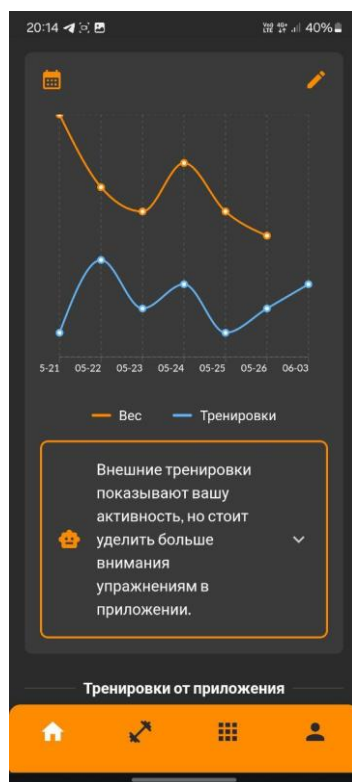 20:14
40%
5-21 05-22 05-23 05-24 05-25 05-26 06-03
Вес Тренировки
Внешние тренировки
показывают вашу
активность, но стоит
уделить больше
внимания
упражнениям в
приложении.
Тренировки от приложения